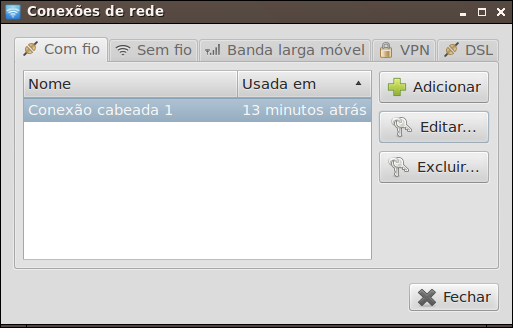 Conexões de rede
Com fio Sem fio Banda larga móvel VPN DSL
Nome Usada em
Conexão cabeada 1 13 minutos atrás
Adicionar
Editar...
Excluir...
Fechar